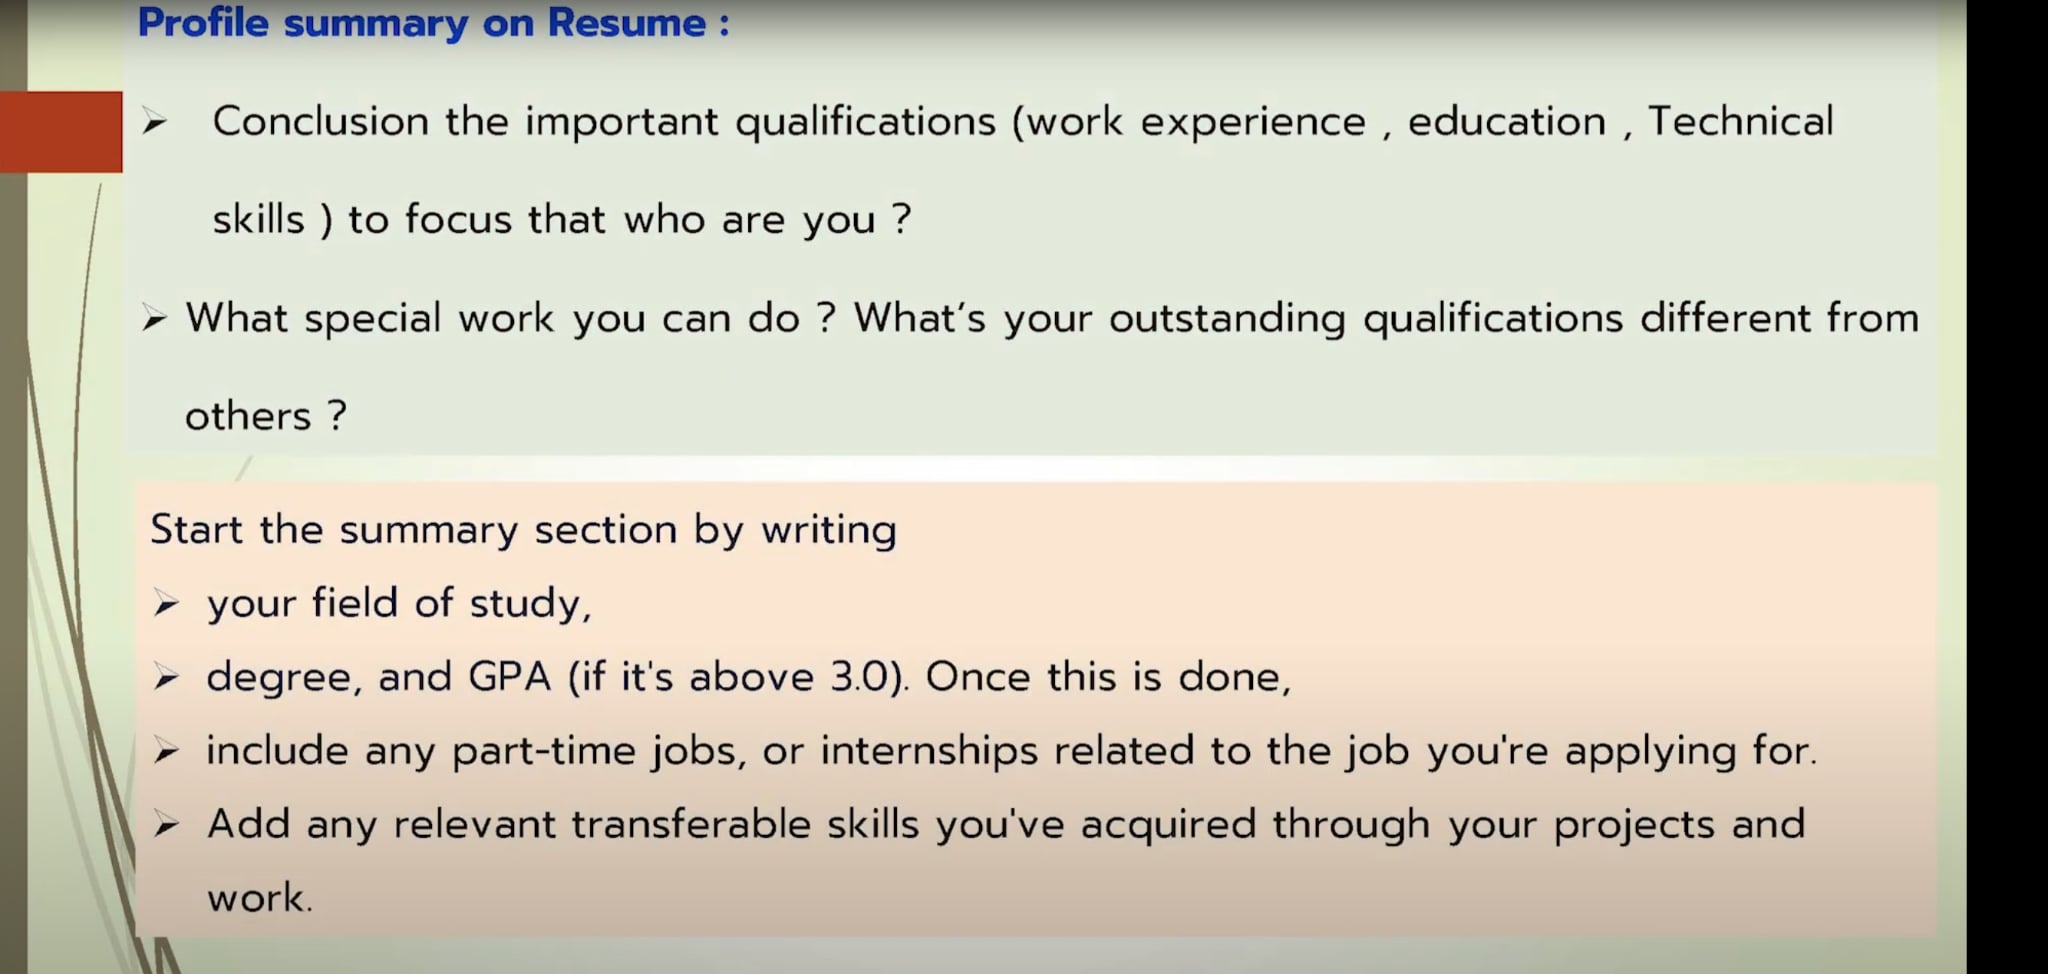 Profile summary on Resume :
➢ Conclusion the important qualifications (work experience , education , Technical
skills ) to focus that who are you ?
➢ What special work you can do ? What's your outstanding qualifications different from
others ?
Start the summary section by writing
➢ your field of study,
➢ degree, and GPA (if it's above 3.0). Once this is done,
➢ include any part-time jobs, or internships related to the job you're applying for.
➢ Add any relevant transferable skills you've acquired through your projects and
work.